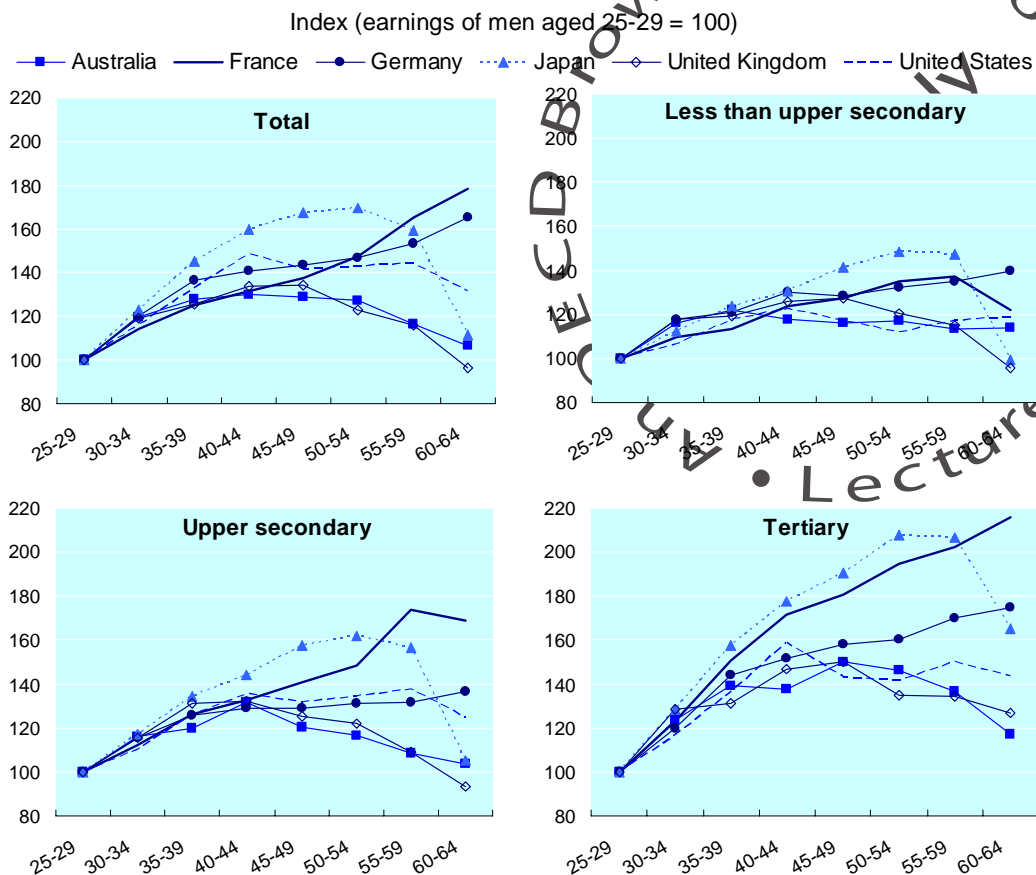 Index (earnings of men aged 25-29 = 100)
Australia France Germany Japan United Kingdom United States
Total
220
200
180
160
140
120
100
80
25-29 30-34 35-39 40-44 45-49 50-54 55-59 60-64
Less than upper secondary
220
200
180
160
140
120
100
80
25-29 30-34 35-39 40-44 45-49 50-54 55-59 60-64
Upper secondary
220
200
180
160
140
120
100
80
25-29 30-34 35-39 40-44 45-49 50-54 55-59 60-64
Tertiary
220
200
180
160
140
120
100
80
25-29 30-34 35-39 40-44 45-49 50-54 55-59 60-64
OECD Brow
ly
A u
• Lecture